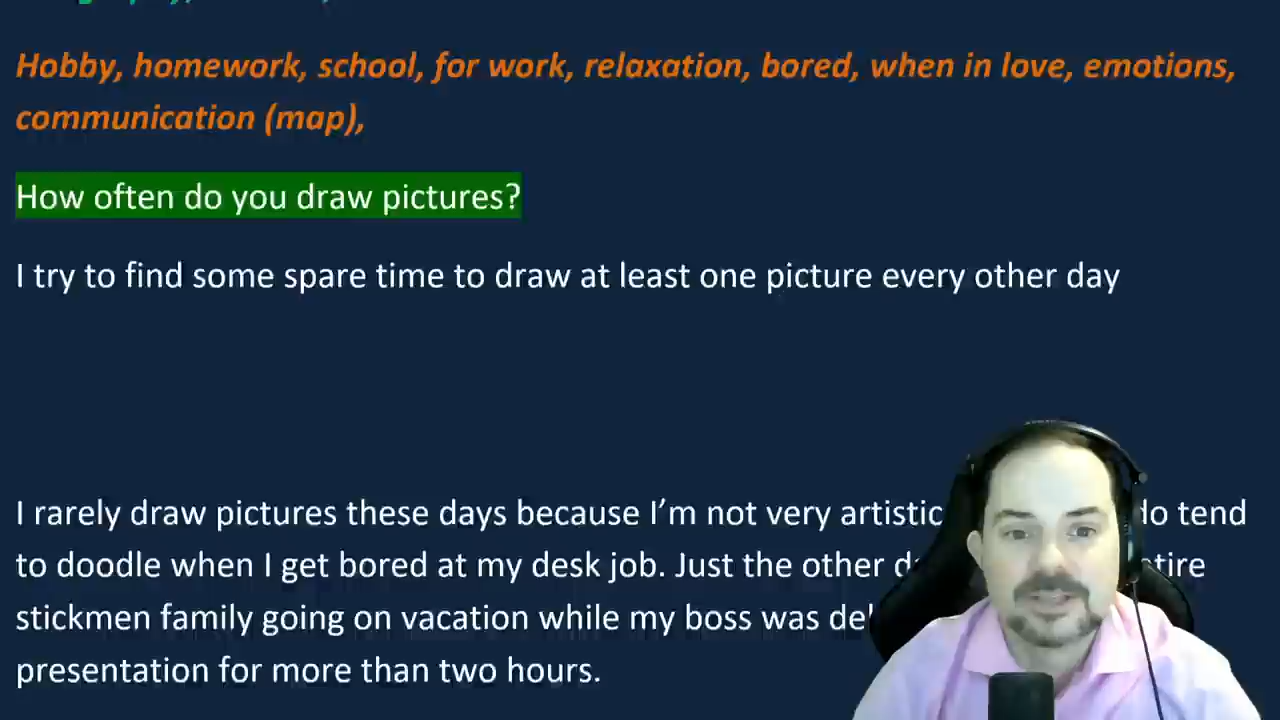 Hobby, homework, school, for work, relaxation, bored, when in love, emotions,
communication (map),
How often do you draw pictures?
I try to find some spare time to draw at least one picture every other day
I rarely draw pictures these days because I'm not very artistic do tend
to doodle when I get bored at my desk job. Just the other
stickmen family going on vacation while my boss was
presentation for more than two hours.